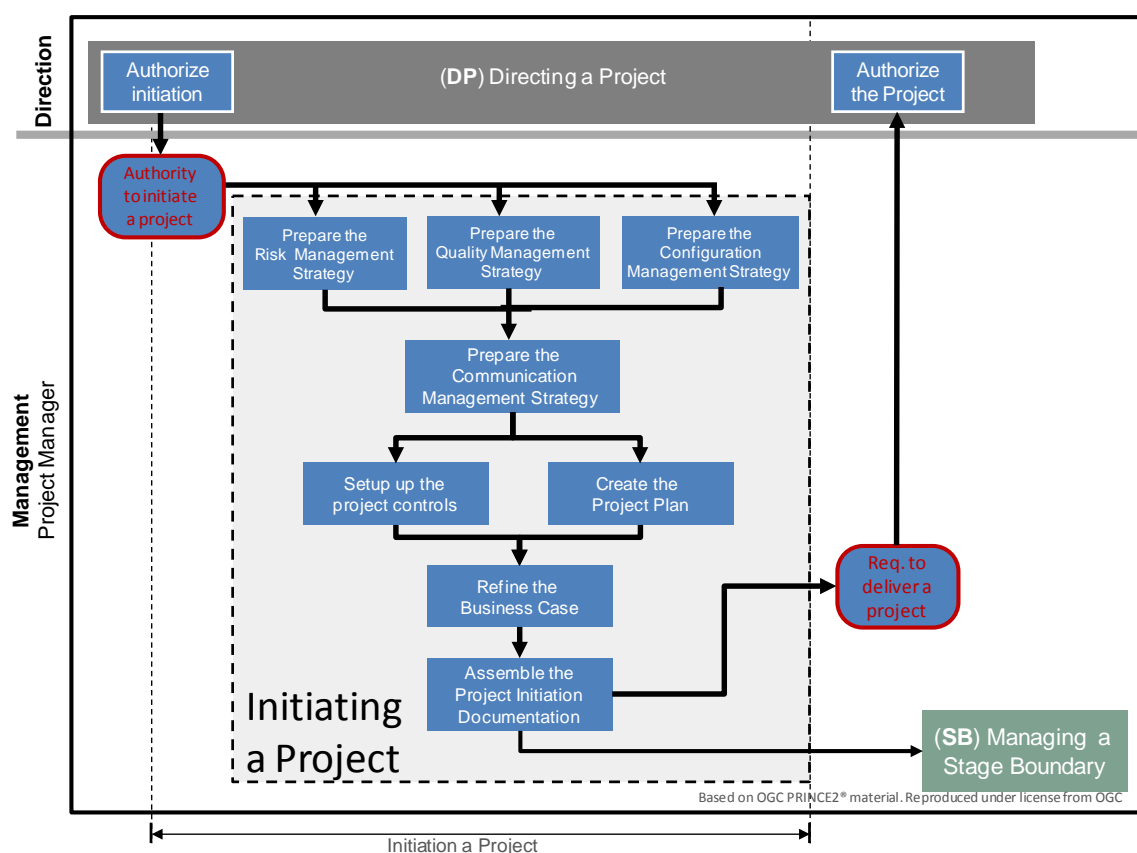 Direction
Authorize
initiation
(DP) Directing a Project
Authorize
the Project
Authority
to initiate
a project
Prepare the
Risk Management
Strategy
Prepare the
Quality Management
Strategy
Prepare the
Configuration
Management Strategy
Prepare the
Communication
Management Strategy
Management
Project Manager
Setup up the
project controls
Create the
Project Plan
Refine the
Business Case
Req. to
deliver a
project
Assemble the
Project Initiation
Documentation
Initiating
a Project
(SB) Managing a
Stage Boundary
Based on OGC PRINCE2® material. Reproduced under license from OGC
Initiation a Project